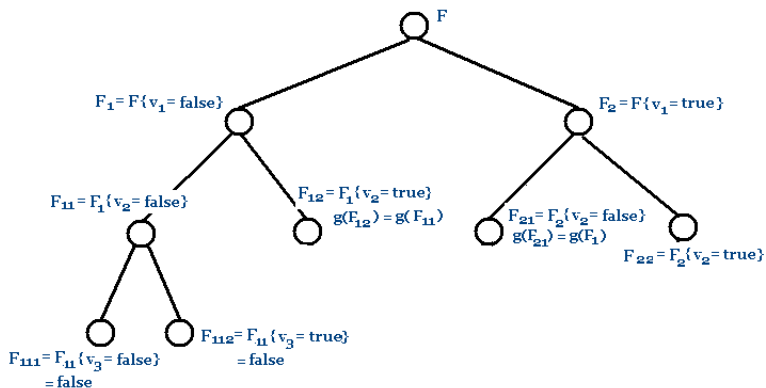 F
F₁ = F{v₁ = false}
F₂ = F{v₁ = true}
F₁₁ = F₁{v₂ = false}
F₁₂ = F₁{v₂ = true}
g(F₁₂) = g(F₁₁)
F₂₁ = F₂{v₂ = false}
g(F₂₁) = g(F₁)
F₂₂ = F₂{v₂ = true}
F₁₁₁ = F₁₁{v₃ = false}
= false
F₁₁₂ = F₁₁{v₃ = true}
= false